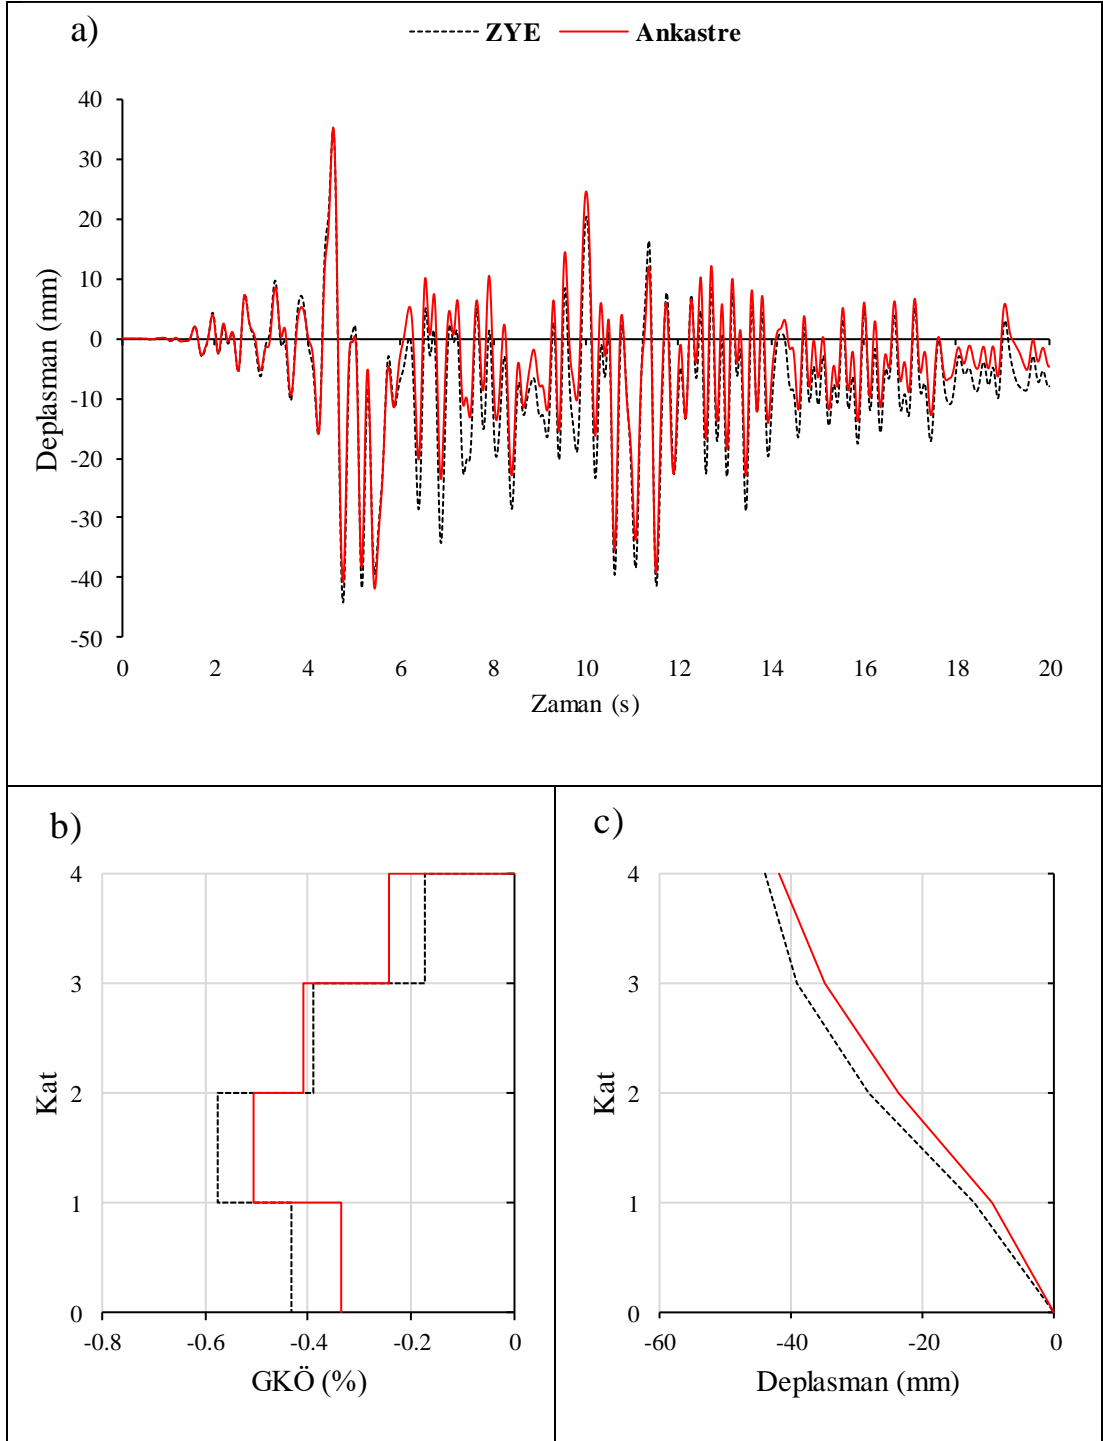 a)
ZYE Ankastre
40
30
20
10
0
-10
-20
-30
-40
-50
Deplasman (mm)
0 2 4 6 8 10 12 14 16 18 20
Zaman (s)
b)
4
3
2
1
0
Kat
-0.8 -0.6 -0.4 -0.2 0
GKÖ (%)
c)
4
3
2
1
0
Kat
-60 -40 -20 0
Deplasman (mm)